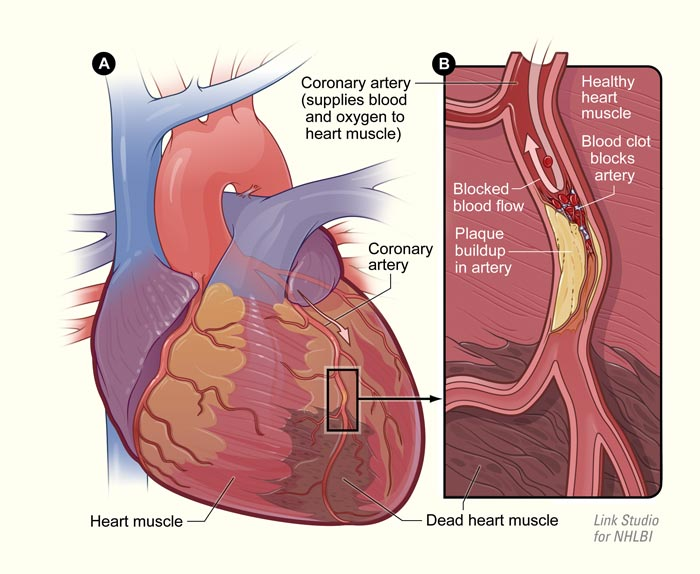 A
B
Coronary artery
(supplies blood
and oxygen to
heart muscle)
Healthy
heart
muscle
Blood clot
blocks
artery
Blocked
blood flow
Plaque
buildup
in artery
Coronary
artery
Heart muscle
Dead heart muscle
Link Studio
for NHLBI